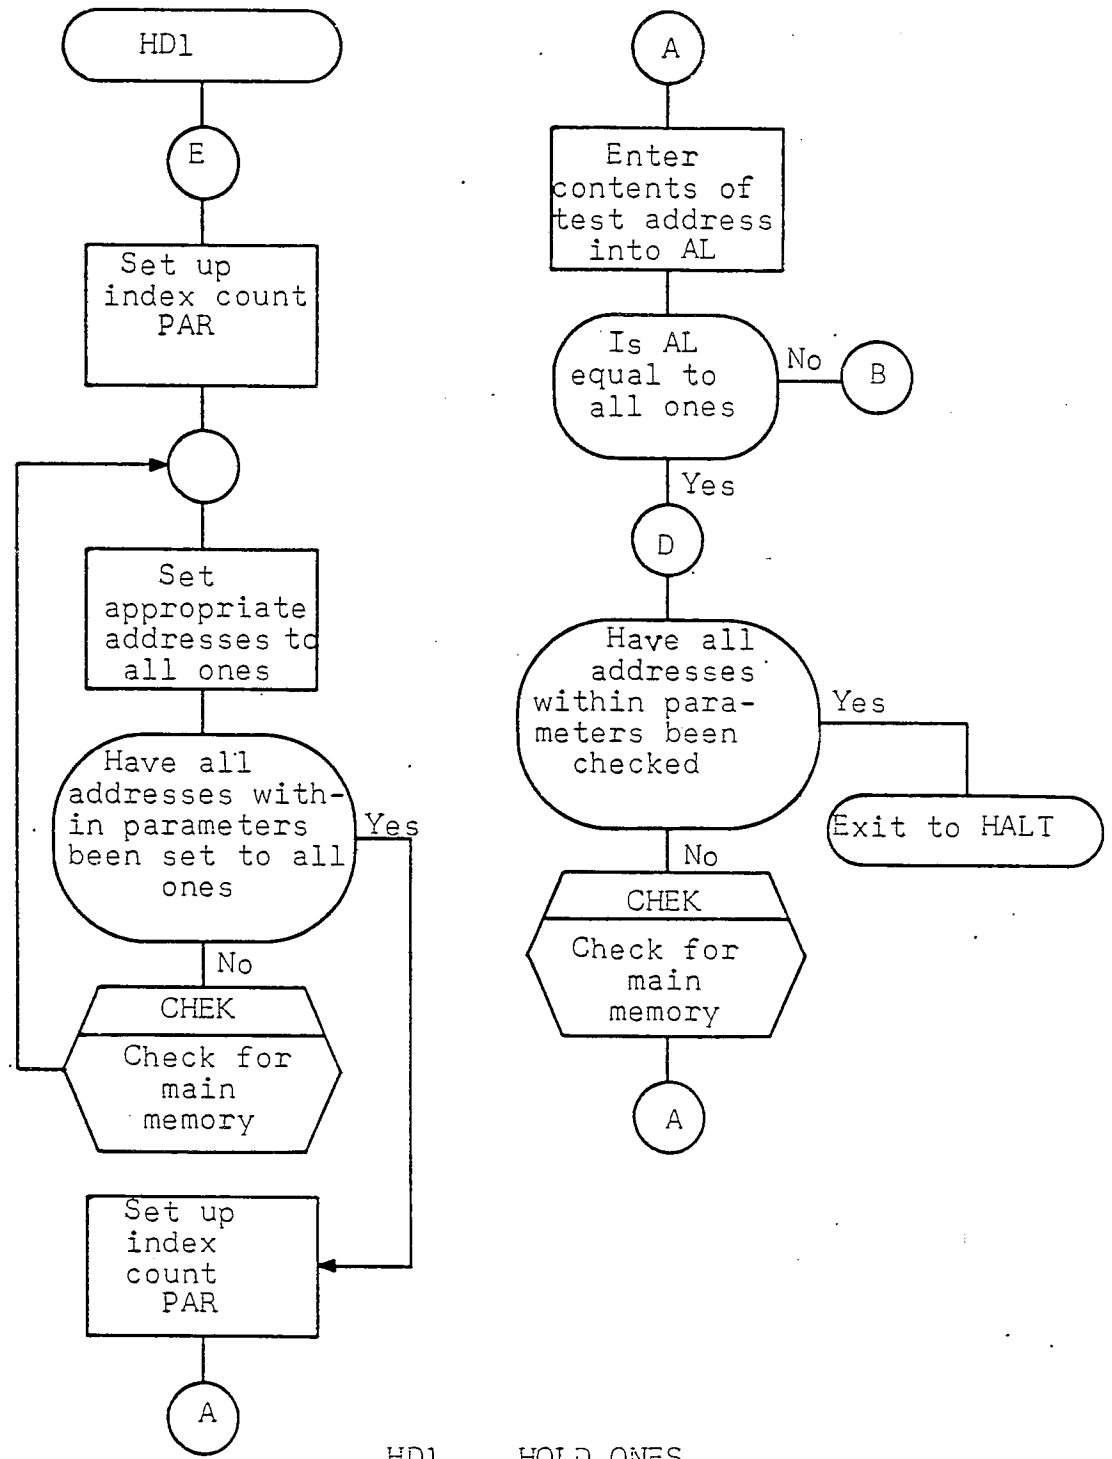 HD1
E
Set up
index count
PAR
Set
appropriate
addresses to
all ones
Have all
addresses with-
in parameters
been set to all
ones
Yes
No
CHEK
Check for
main
memory
Set up
index
count
PAR
A
A
Enter
contents of
test address
into AL
Is AL
equal to
all ones
No
B
Yes
D
Have all
addresses
within para-
meters been
checked
Yes
Exit to HALT
No
CHEK
Check for
main
memory
A
HD1 HOLD ONES